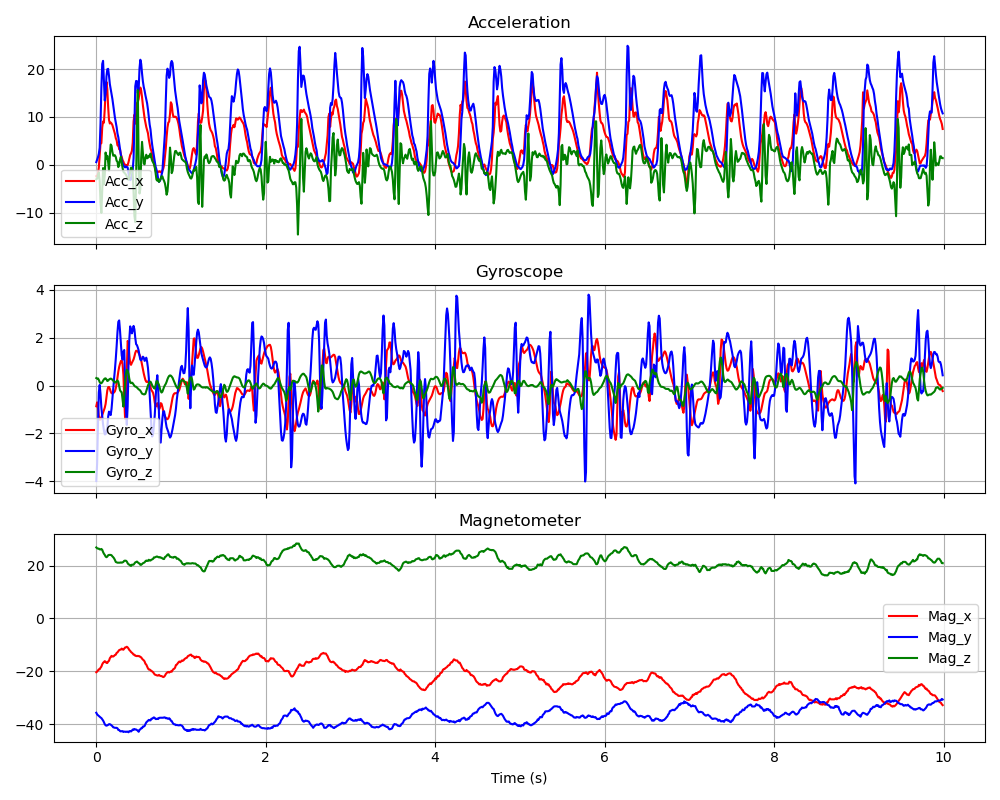 Acceleration
20
10
0
−10
Acc_x
Acc_y
Acc_z
Gyroscope
4
2
0
−2
−4
Gyro_x
Gyro_y
Gyro_z
Magnetometer
20
0
−20
−40
Mag_x
Mag_y
Mag_z
0 2 4 6 8 10
Time (s)